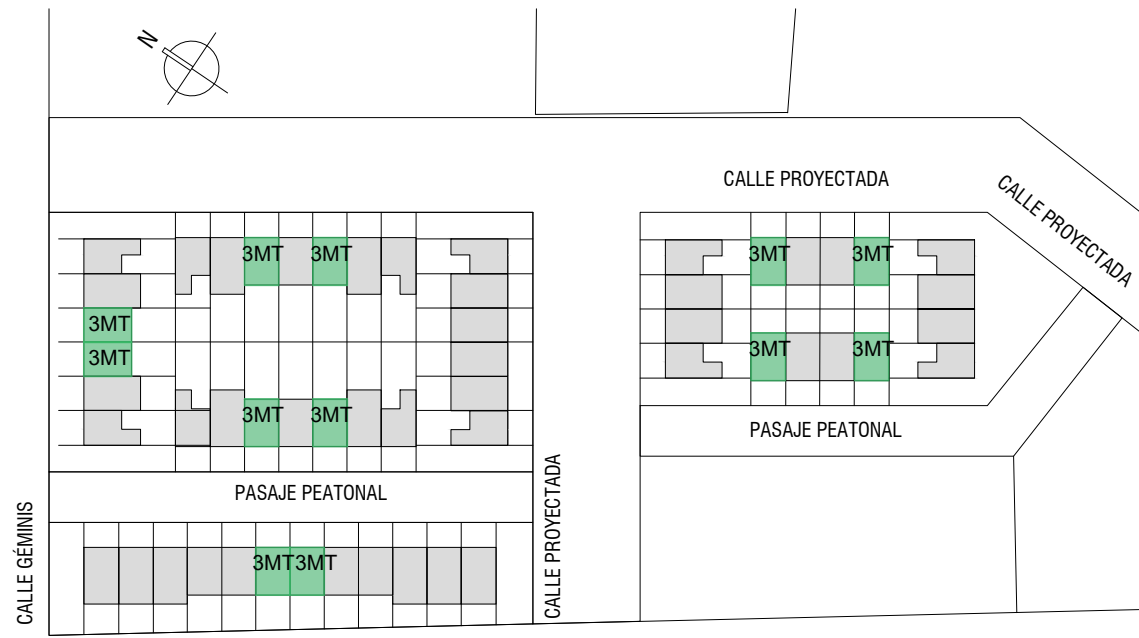 N
CALLE PROYECTADA
CALLE PROYECTADA
3MT 3MT 3MT 3MT
3MT
3MT
3MT 3MT
3MT 3MT
PASAJE PEATONAL
PASAJE PEATONAL
CALLE GÉMINIS
CALLE PROYECTADA
3MT 3MT